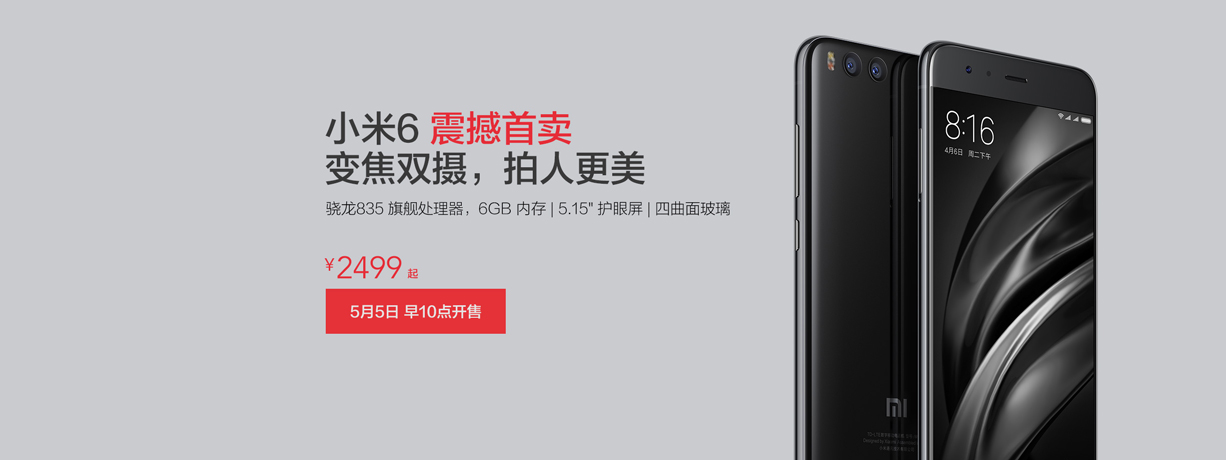 小米6 震撼首卖
变焦双摄，拍人更美
骁龙835 旗舰处理器，6GB 内存 | 5.15" 护眼屏 | 四曲面玻璃
¥2499 起
5月5日 早10点开售
8:16
4月6日 周二下午
MI